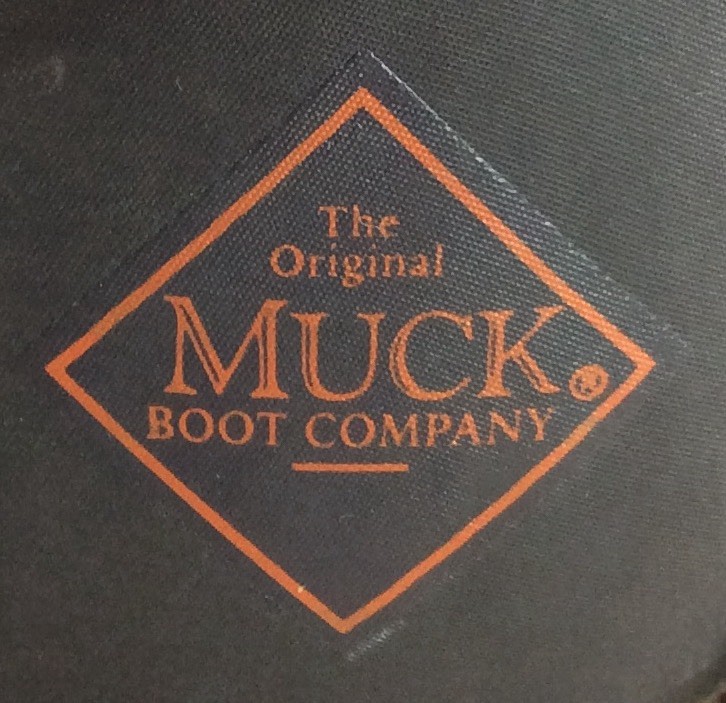 The
Original
MUCK®
BOOT COMPANY